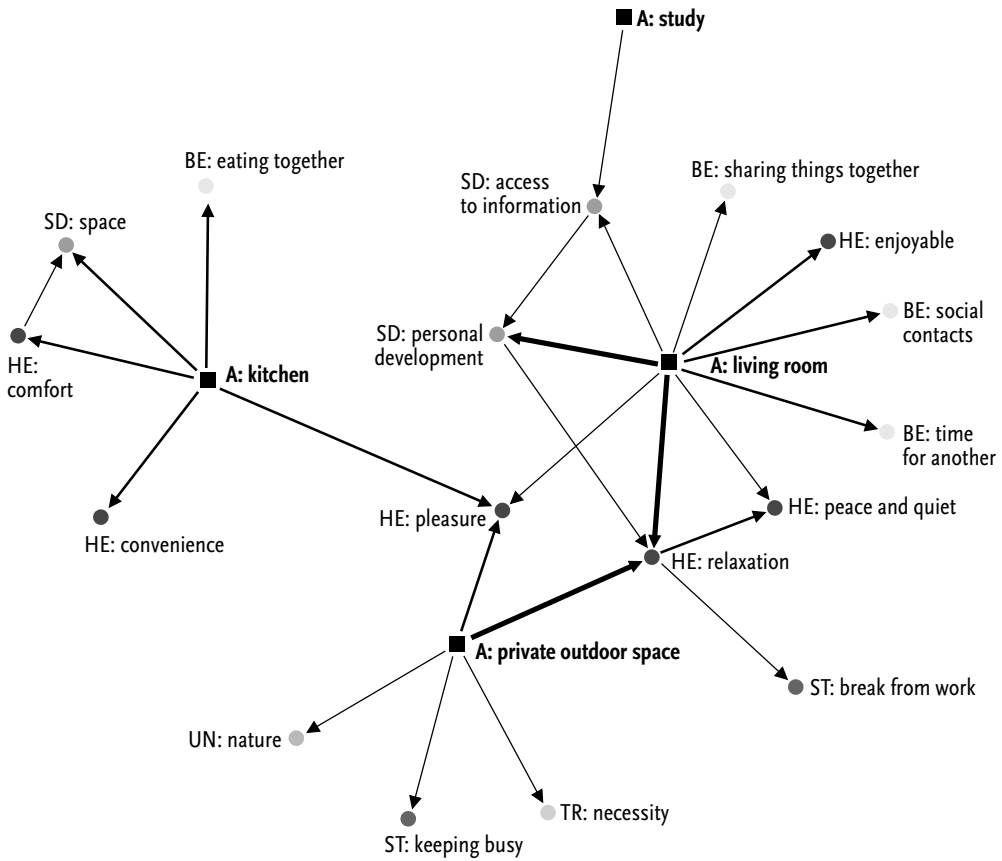 A: study
BE: eating together
BE: sharing things together
SD: access
to information
SD: space
HE: enjoyable
BE: social
contacts
SD: personal
development
HE:
comfort
A: kitchen
A: living room
BE: time
for another
HE: peace and quiet
HE: pleasure
HE: convenience
HE: relaxation
A: private outdoor space
ST: break from work
UN: nature
TR: necessity
ST: keeping busy